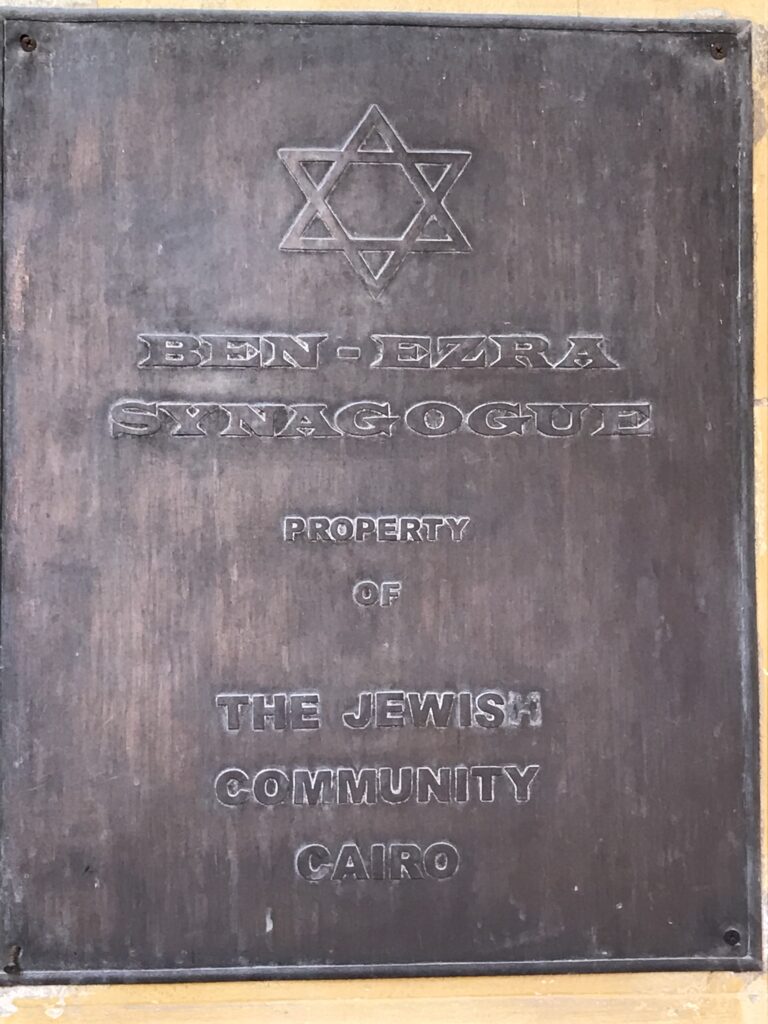 BEN-EZRA
SYNAGOGUE
PROPERTY
OF
THE JEWISH
COMMUNITY
CAIRO